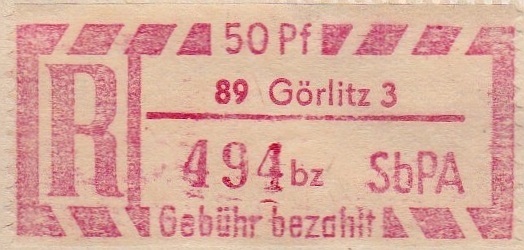 50 Pf
R
89 Görlitz 3
494 bz SbPA
Gebühr bezahlt